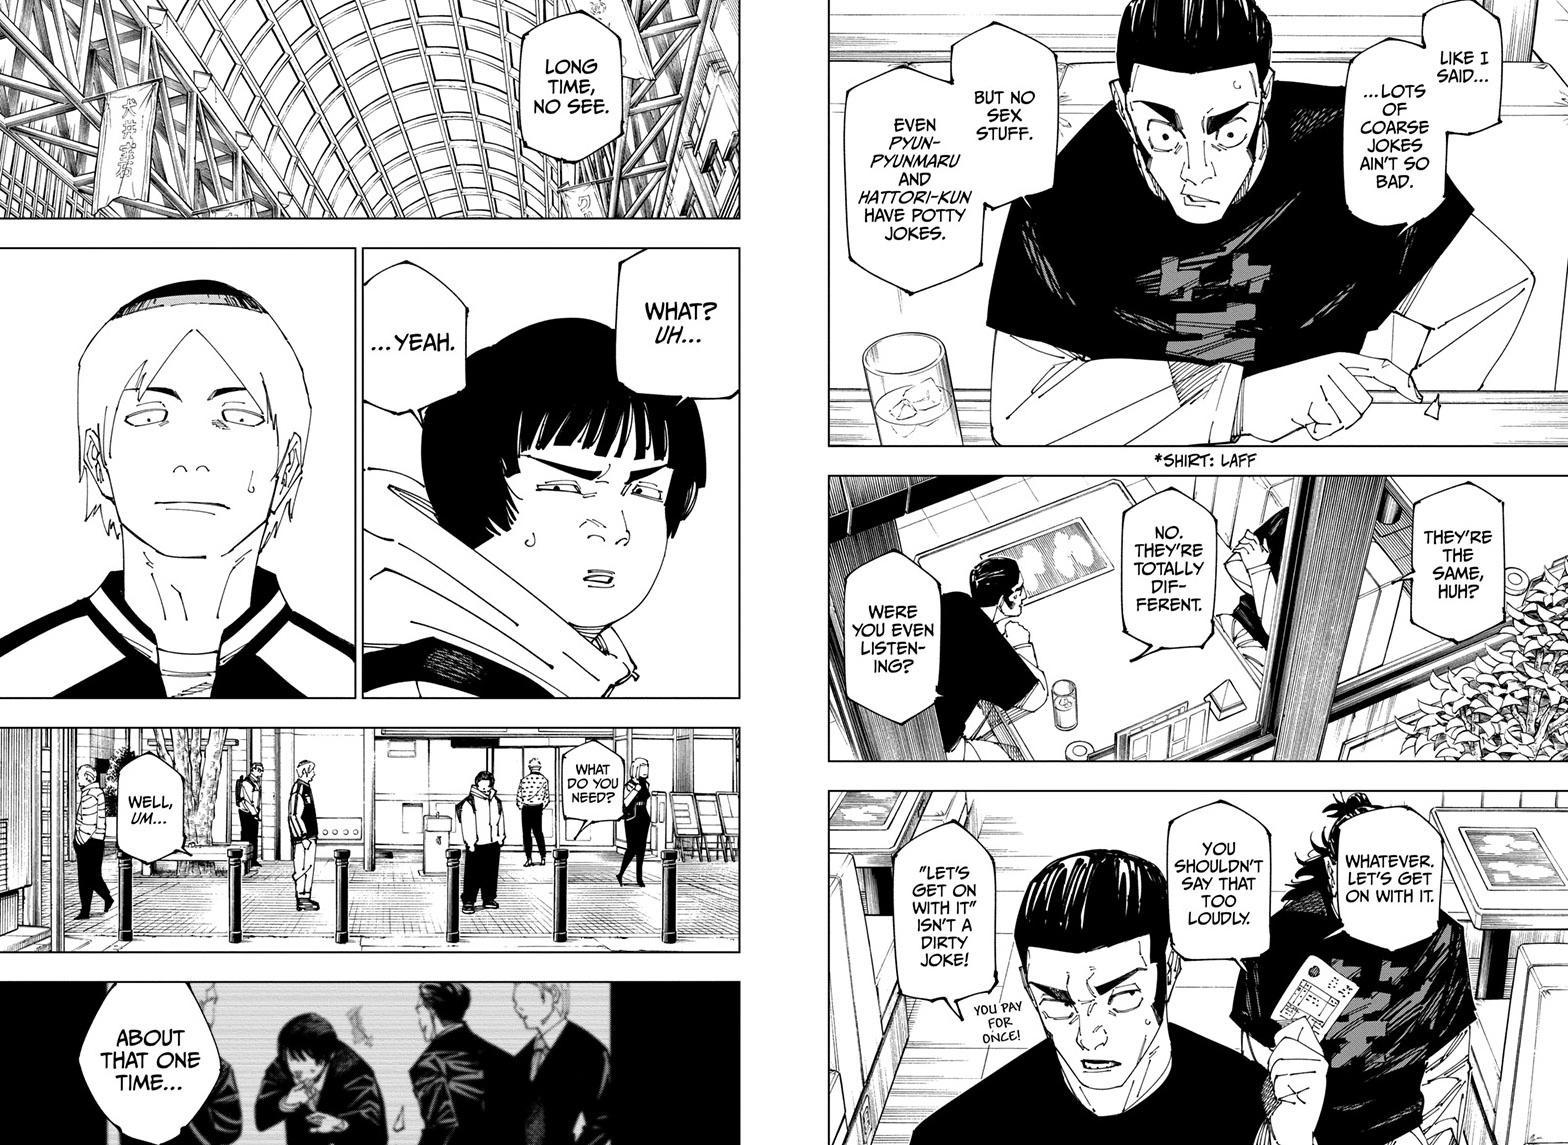 LIKE I
SAID...
...LOTS
OF
COARSE
JOKES
AIN'T SO
BAD.
BUT NO
SEX
STUFF.
EVEN
PYUN-
PYUNMARU
AND
HATTORI-KUN
HAVE POTTY
JOKES.
*SHIRT: LAFF
THEY'RE
THE
SAME,
HUH?
NO.
THEY'RE
TOTALLY
DIF-
FERENT.
WERE
YOU EVEN
LISTEN-
ING?
WHATEVER.
LET'S GET
ON WITH IT.
YOU
SHOULDN'T
SAY THAT
TOO
LOUDLY.
"LET'S
GET ON
WITH IT"
ISN'T A
DIRTY
JOKE!
YOU PAY
FOR
ONCE!
LONG
TIME,
NO SEE.
WHAT?
UH...
...YEAH.
WHAT
DO YOU
NEED?
WELL,
UM...
ABOUT
THAT ONE
TIME...